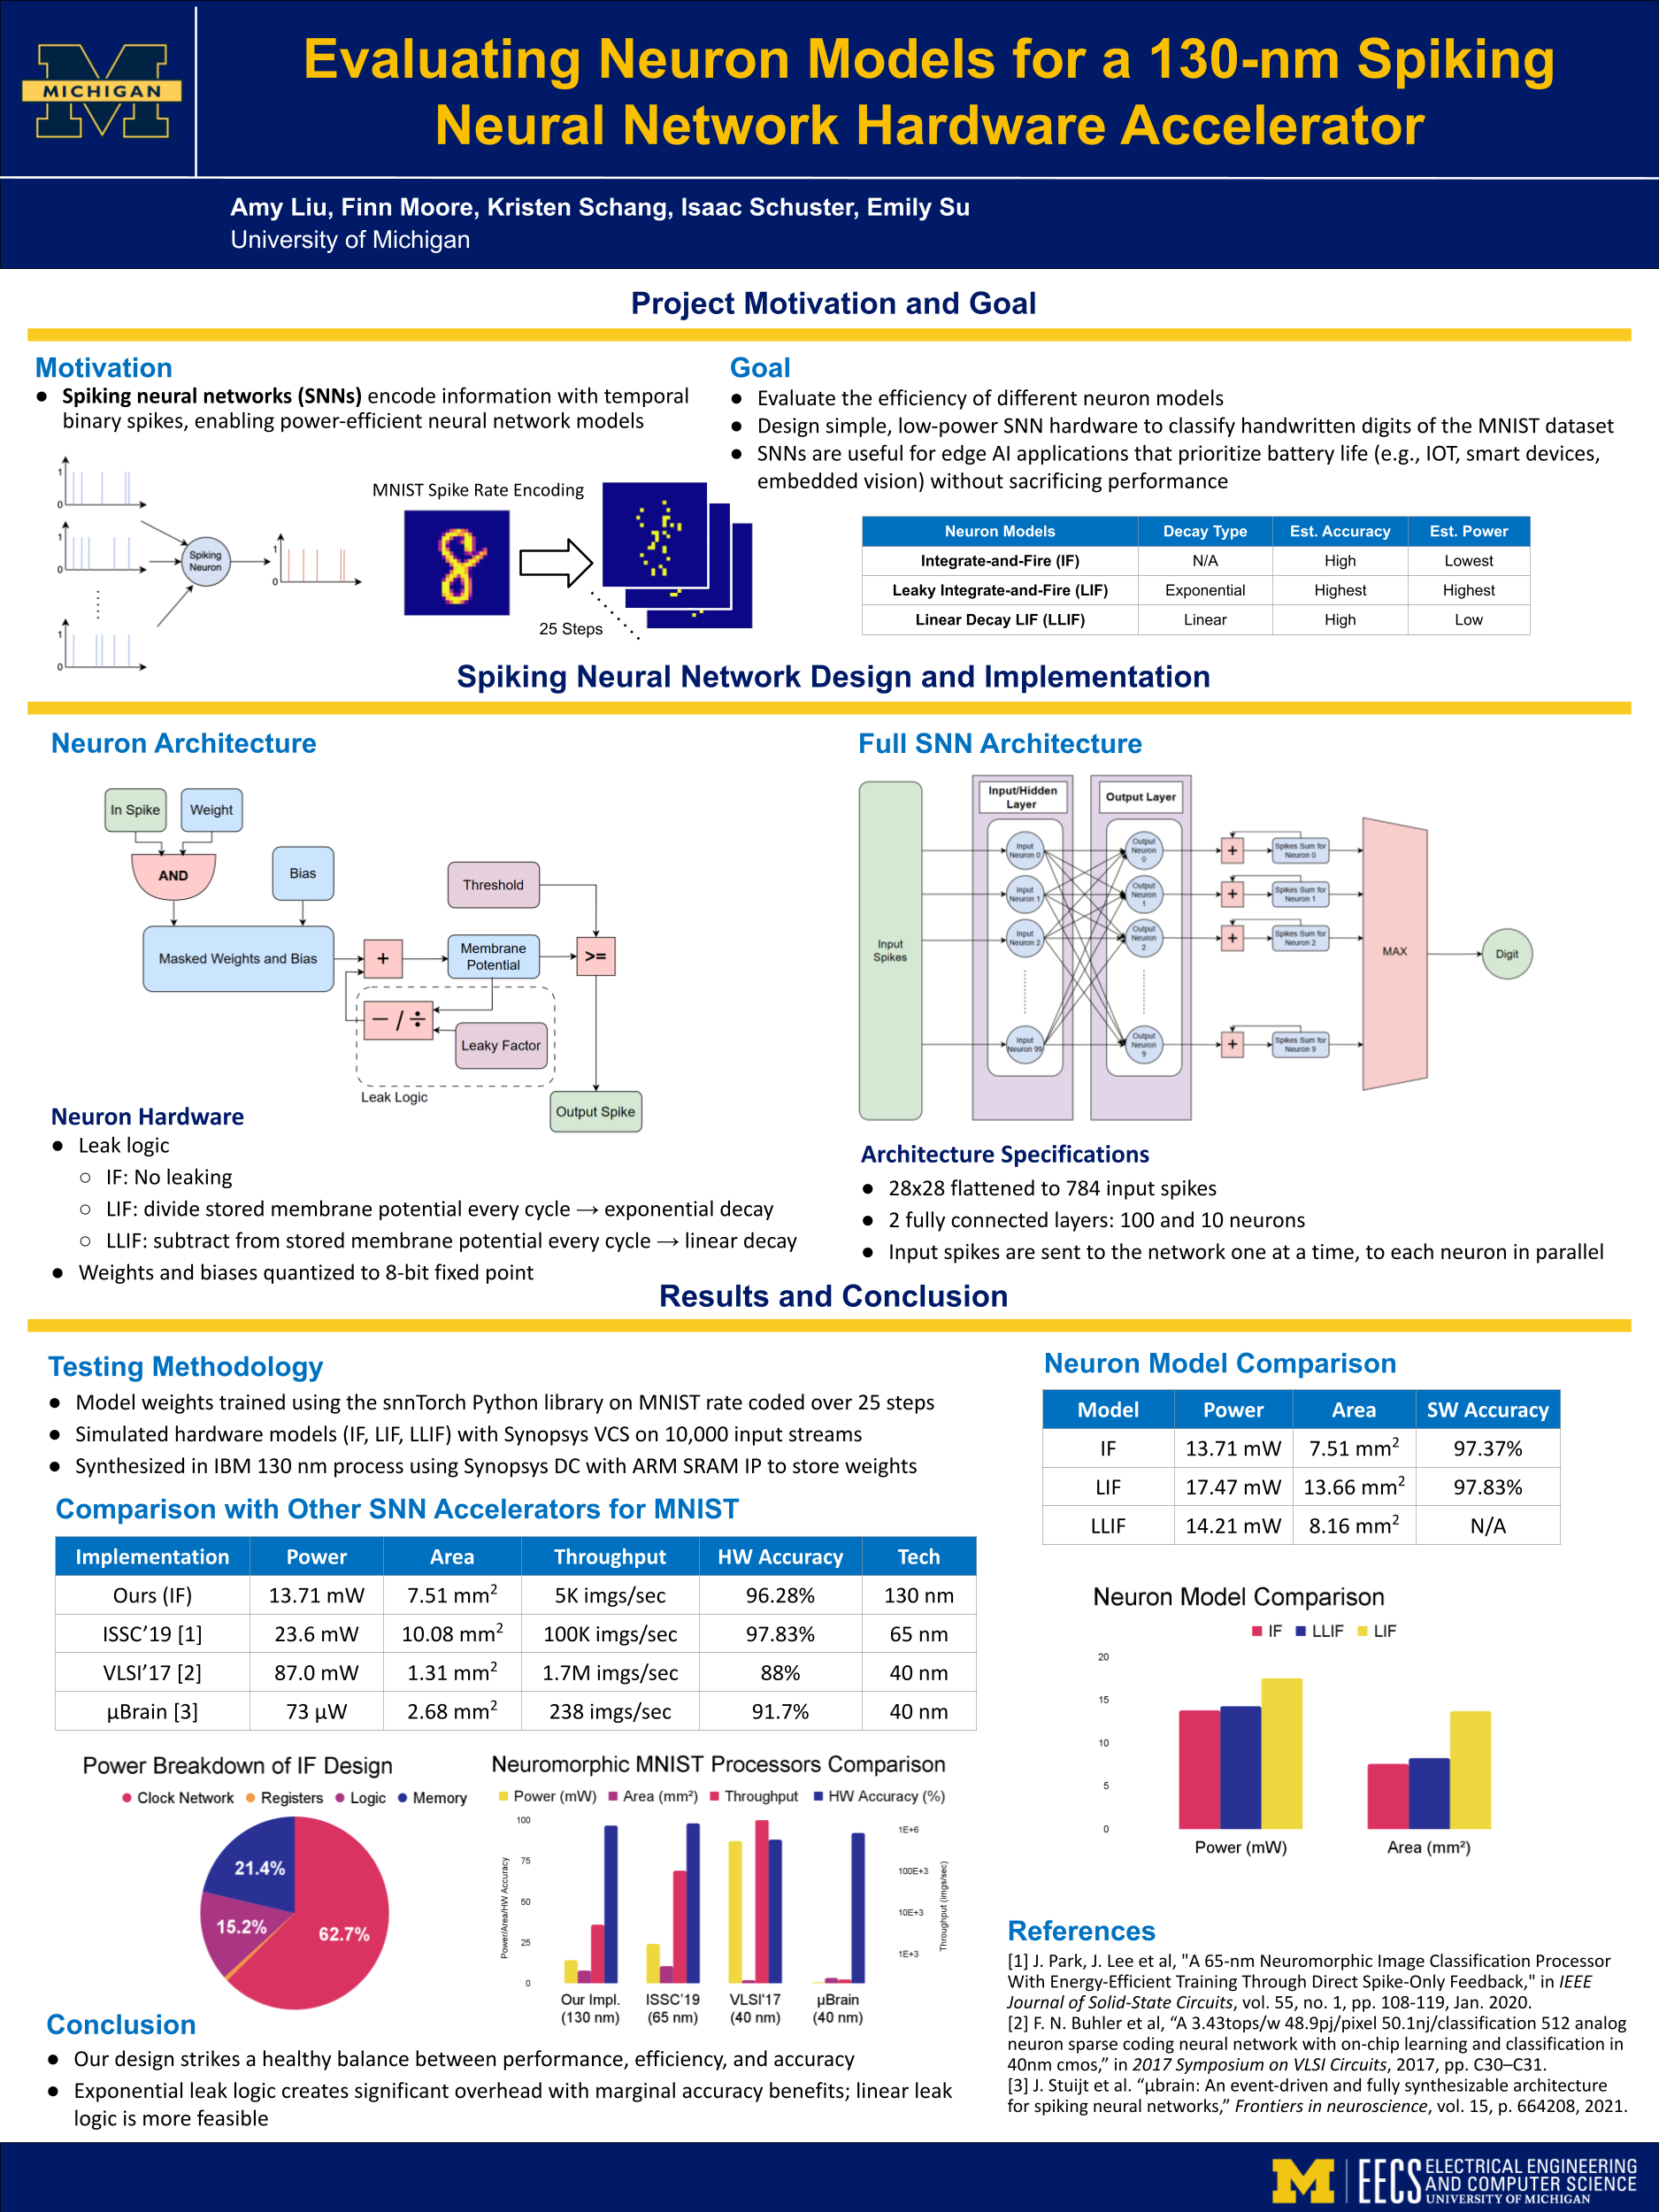 MICHIGAN
Evaluating Neuron Models for a 130-nm Spiking
Neural Network Hardware Accelerator
Amy Liu, Finn Moore, Kristen Schang, Isaac Schuster, Emily Su
University of Michigan
Project Motivation and Goal
Motivation
● Spiking neural networks (SNNs) encode information with temporal
binary spikes, enabling power-efficient neural network models
1
0
1
0
1
0
Spiking
Neuron
1
0
MNIST Spike Rate Encoding
25 Steps
Goal
● Evaluate the efficiency of different neuron models
● Design simple, low-power SNN hardware to classify handwritten digits of the MNIST dataset
● SNNs are useful for edge AI applications that prioritize battery life (e.g., IOT, smart devices,
embedded vision) without sacrificing performance
Neuron Models Decay Type Est. Accuracy Est. Power
Integrate-and-Fire (IF) N/A High Lowest
Leaky Integrate-and-Fire (LIF) Exponential Highest Highest
Linear Decay LIF (LLIF) Linear High Low
Spiking Neural Network Design and Implementation
Neuron Architecture
In Spike
Weight
AND
Bias
Threshold
Masked Weights and Bias
+
Membrane
Potential
>=
– / ÷
Leaky Factor
Leak Logic
Output Spike
Neuron Hardware
● Leak logic
○ IF: No leaking
○ LIF: divide stored membrane potential every cycle → exponential decay
○ LLIF: subtract from stored membrane potential every cycle → linear decay
● Weights and biases quantized to 8-bit fixed point
Full SNN Architecture
Input
Spikes
Input/Hidden
Layer
Input
Neuron 0
Input
Neuron 1
Input
Neuron 2
Input
Neuron 99
Output Layer
Output
Neuron
0
Output
Neuron
1
Output
Neuron
2
Output
Neuron
9
+
Spikes Sum for
Neuron 0
+
Spikes Sum for
Neuron 1
+
Spikes Sum for
Neuron 2
+
Spikes Sum for
Neuron 9
MAX
Digit
Architecture Specifications
● 28x28 flattened to 784 input spikes
● 2 fully connected layers: 100 and 10 neurons
● Input spikes are sent to the network one at a time, to each neuron in parallel
Results and Conclusion
Testing Methodology
● Model weights trained using the snnTorch Python library on MNIST rate coded over 25 steps
● Simulated hardware models (IF, LIF, LLIF) with Synopsys VCS on 10,000 input streams
● Synthesized in IBM 130 nm process using Synopsys DC with ARM SRAM IP to store weights
Comparison with Other SNN Accelerators for MNIST
Implementation Power Area Throughput HW Accuracy Tech
Ours (IF) 13.71 mW 7.51 mm² 5K imgs/sec 96.28% 130 nm
ISSC’19 [1] 23.6 mW 10.08 mm² 100K imgs/sec 97.83% 65 nm
VLSI’17 [2] 87.0 mW 1.31 mm² 1.7M imgs/sec 88% 40 nm
µBrain [3] 73 µW 2.68 mm² 238 imgs/sec 91.7% 40 nm
Power Breakdown of IF Design
Clock Network Registers Logic Memory
21.4%
15.2%
62.7%
Neuromorphic MNIST Processors Comparison
Power (mW) Area (mm²) Throughput HW Accuracy (%)
Power/Area/HW Accuracy
100
75
50
25
0
1E+6
100E+3
10E+3
1E+3
Throughput (imgs/sec)
Our Impl.
(130 nm)
ISSC'19
(65 nm)
VLSI'17
(40 nm)
µBrain
(40 nm)
Conclusion
● Our design strikes a healthy balance between performance, efficiency, and accuracy
● Exponential leak logic creates significant overhead with marginal accuracy benefits; linear leak
logic is more feasible
Neuron Model Comparison
Model Power Area SW Accuracy
IF 13.71 mW 7.51 mm² 97.37%
LIF 17.47 mW 13.66 mm² 97.83%
LLIF 14.21 mW 8.16 mm² N/A
Neuron Model Comparison
IF LLIF LIF
20
15
10
5
0
Power (mW)
Area (mm²)
References
[1] J. Park, J. Lee et al, "A 65-nm Neuromorphic Image Classification Processor
With Energy-Efficient Training Through Direct Spike-Only Feedback," in IEEE
Journal of Solid-State Circuits, vol. 55, no. 1, pp. 108-119, Jan. 2020.
[2] F. N. Buhler et al, “A 3.43tops/w 48.9pj/pixel 50.1nj/classification 512 analog
neuron sparse coding neural network with on-chip learning and classification in
40nm cmos,” in 2017 Symposium on VLSI Circuits, 2017, pp. C30–C31.
[3] J. Stuijt et al. “µbrain: An event-driven and fully synthesizable architecture
for spiking neural networks,” Frontiers in neuroscience, vol. 15, p. 664208, 2021.
M EECS
ELECTRICAL ENGINEERING
AND COMPUTER SCIENCE
UNIVERSITY OF MICHIGAN